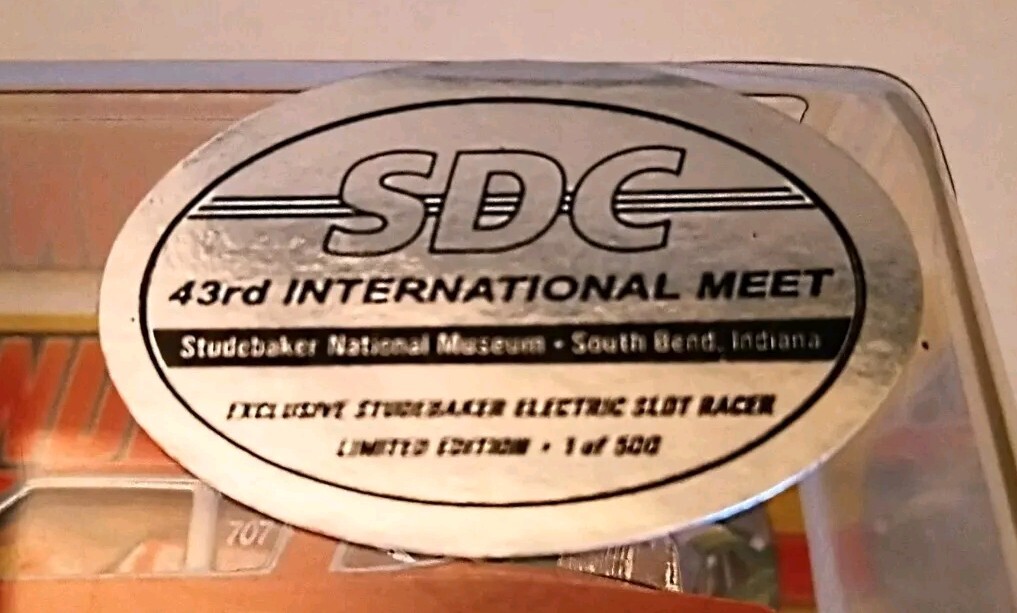 SDC
43rd INTERNATIONAL MEET
Studebaker National Museum • South Bend, Indiana
EXCLUSIVE STUDEBAKER ELECTRIC SLOT RACER
LIMITED EDITION • 1 of 500
707